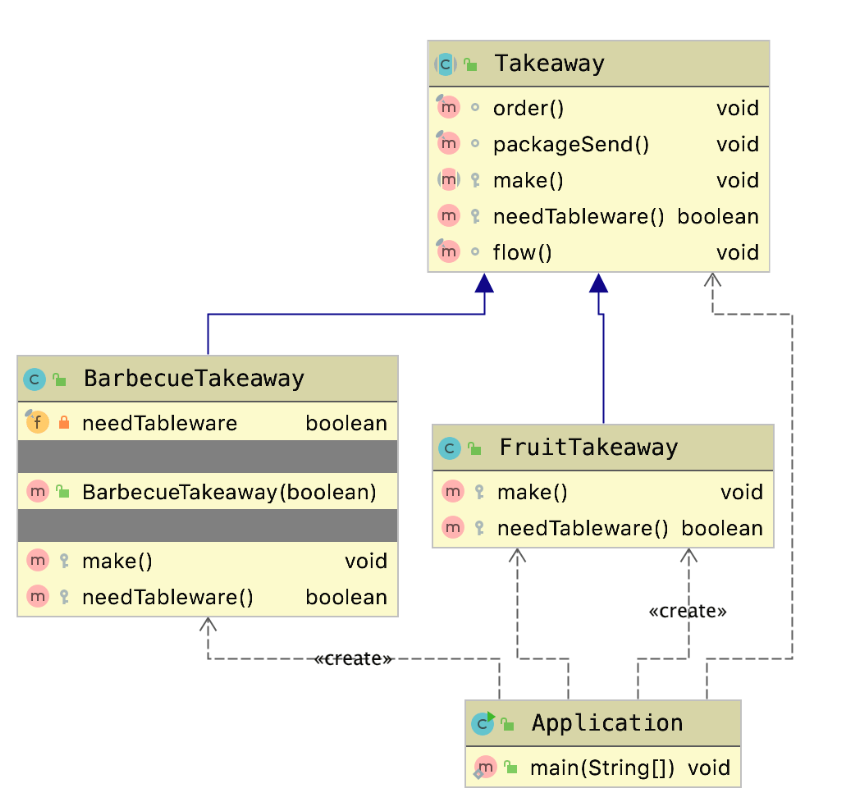 Takeaway
order() void
packageSend() void
make() void
needTableware() boolean
flow() void
BarbecueTakeaway
needTableware boolean
BarbecueTakeaway(boolean)
make() void
needTableware() boolean
FruitTakeaway
make() void
needTableware() boolean
«create»
«create»
Application
main(String[]) void